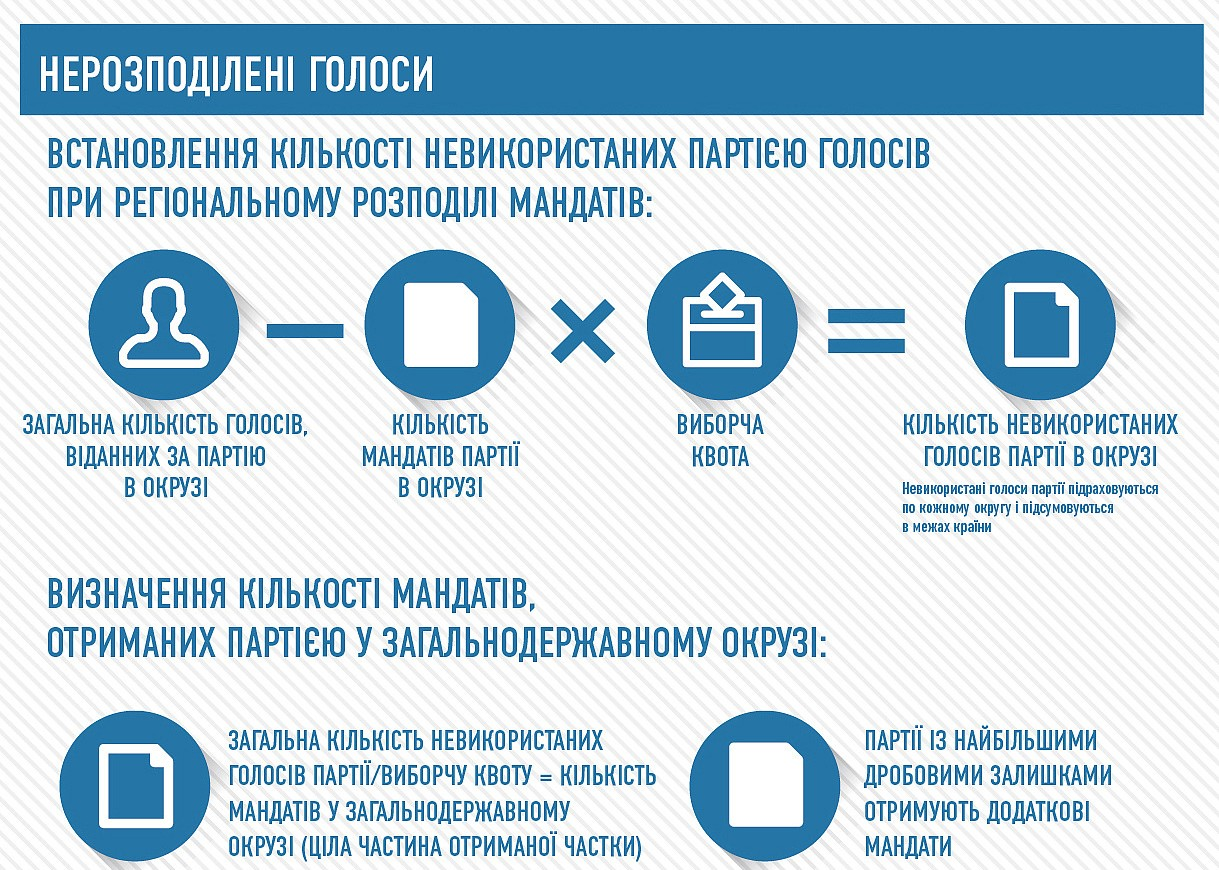 НЕРОЗПОДІЛЕНІ ГОЛОСИ
ВСТАНОВЛЕННЯ КІЛЬКОСТІ НЕВИКОРИСТАНИХ ПАРТІЄЮ ГОЛОСІВ
ПРИ РЕГІОНАЛЬНОМУ РОЗПОДІЛІ МАНДАТІВ:
ЗАГАЛЬНА КІЛЬКІСТЬ ГОЛОСІВ,
ВІДАННИХ ЗА ПАРТІЮ
В ОКРУЗІ
КІЛЬКІСТЬ
МАНДАТІВ ПАРТІЇ
В ОКРУЗІ
ВИБОРЧА
КВОТА
КІЛЬКІСТЬ НЕВИКОРИСТАНИХ
ГОЛОСІВ ПАРТІЇ В ОКРУЗІ
Невикористані голоси партії підраховуються
по кожному округу і підсумовуються
в межах країни
ВИЗНАЧЕННЯ КІЛЬКОСТІ МАНДАТІВ,
ОТРИМАНИХ ПАРТІЄЮ У ЗАГАЛЬНОДЕРЖАВНОМУ ОКРУЗІ:
ЗАГАЛЬНА КІЛЬКІСТЬ НЕВИКОРИСТАНИХ
ГОЛОСІВ ПАРТІЇ/ВИБОРЧУ КВОТУ = КІЛЬКІСТЬ
МАНДАТІВ У ЗАГАЛЬНОДЕРЖАВНОМУ
ОКРУЗІ (ЦІЛА ЧАСТИНА ОТРИМАНОЇ ЧАСТКИ)
ПАРТІЇ ІЗ НАЙБІЛЬШИМИ
ДРОБОВИМИ ЗАЛИШКАМИ
ОТРИМУЮТЬ ДОДАТКОВІ
МАНДАТИ